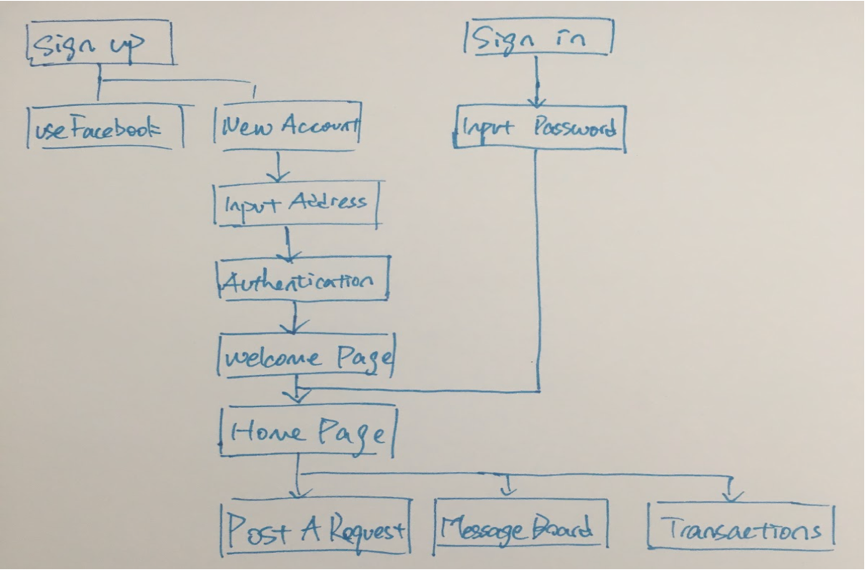 Sign up
Sign in
use Facebook
New Account
Input Password
Input Address
Authentication
Welcome Page
Home Page
Post A Request
Message Board
Transactions